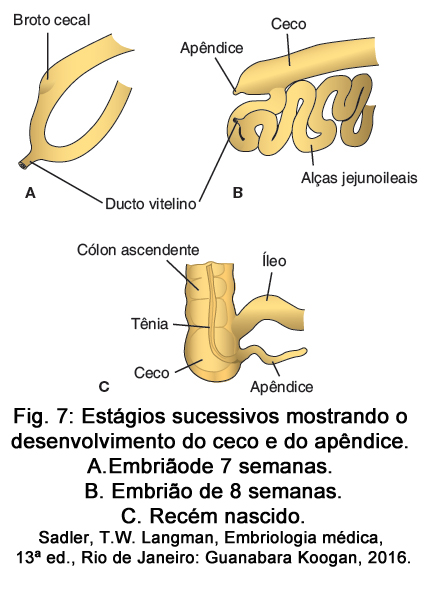 Broto cecal
Ceco
Apêndice
Alças jejunoileais
A
B
Ducto vitelino
Cólon ascendente
Íleo
Tênia
Ceco
C
Apêndice
Fig. 7: Estágios sucessivos mostrando o
desenvolvimento do ceco e do apêndice.
A.Embriãode 7 semanas.
B. Embrião de 8 semanas.
C. Recém nascido.
Sadler, T.W. Langman, Embriologia médica,
13ª ed., Rio de Janeiro: Guanabara Koogan, 2016.